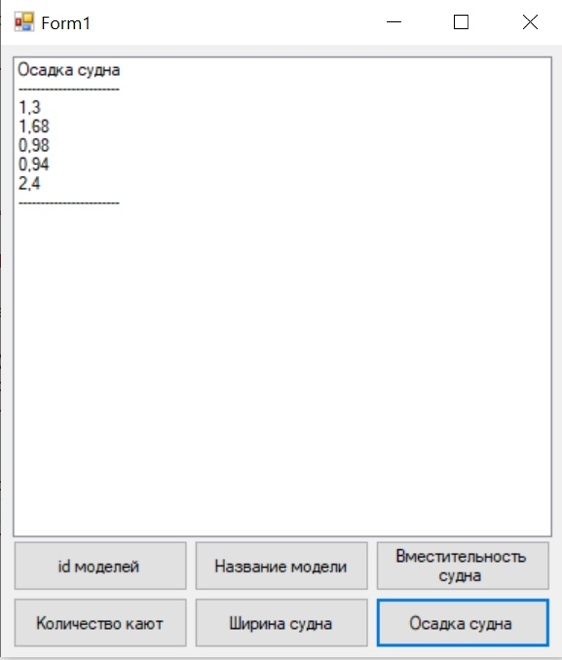 Form1
Осадка судна
-----------------------
1,3
1,68
0,98
0,94
2,4
-----------------------
id моделей
Название модели
Вместительность
судна
Количество кают
Ширина судна
Осадка судна